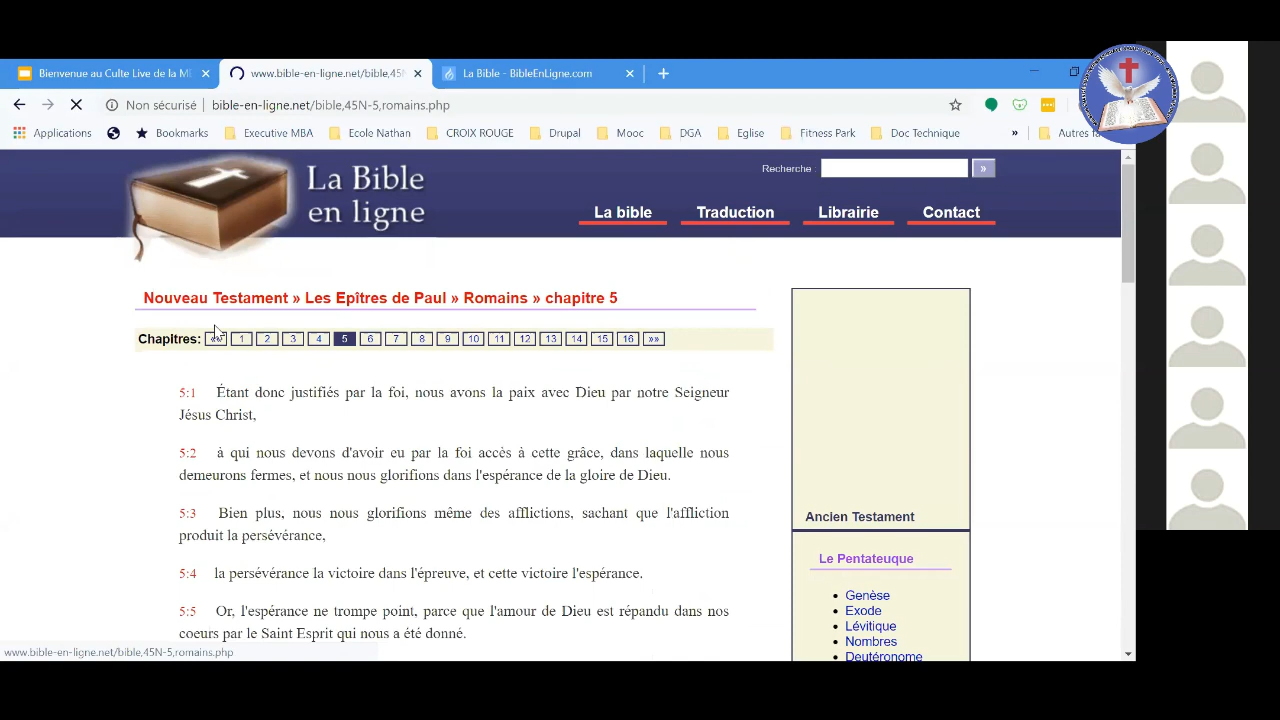 Bienvenue au Culte Live de la M
www.bible-en-ligne.net/bible,45N
La Bible - BibleEnLigne.com
Non sécurisé
bible-en-ligne.net/bible,45N-5,romains.php
Applications
Bookmarks
Executive MBA
Ecole Nathan
CROIX ROUGE
Drupal
Mooc
DGA
Eglise
Fitness Park
Doc Technique
»
Autres fa
La Bible
en ligne
Recherche :
»
La bible
Traduction
Librairie
Contact
Nouveau Testament » Les Epîtres de Paul » Romains » chapitre 5
Chapitres: «« 1 2 3 4 5 6 7 8 9 10 11 12 13 14 15 16 »»
5:1 Étant donc justifiés par la foi, nous avons la paix avec Dieu par notre Seigneur
Jésus Christ,
5:2 à qui nous devons d'avoir eu par la foi accès à cette grâce, dans laquelle nous
demeurons fermes, et nous nous glorifions dans l'espérance de la gloire de Dieu.
5:3 Bien plus, nous nous glorifions même des afflictions, sachant que l'affliction
produit la persévérance,
5:4 la persévérance la victoire dans l'épreuve, et cette victoire l'espérance.
5:5 Or, l'espérance ne trompe point, parce que l'amour de Dieu est répandu dans nos
coeurs par le Saint Esprit qui nous a été donné.
Ancien Testament
Le Pentateuque
Genèse
Exode
Lévitique
Nombres
Deutéronome
www.bible-en-ligne.net/bible,45N-5,romains.php